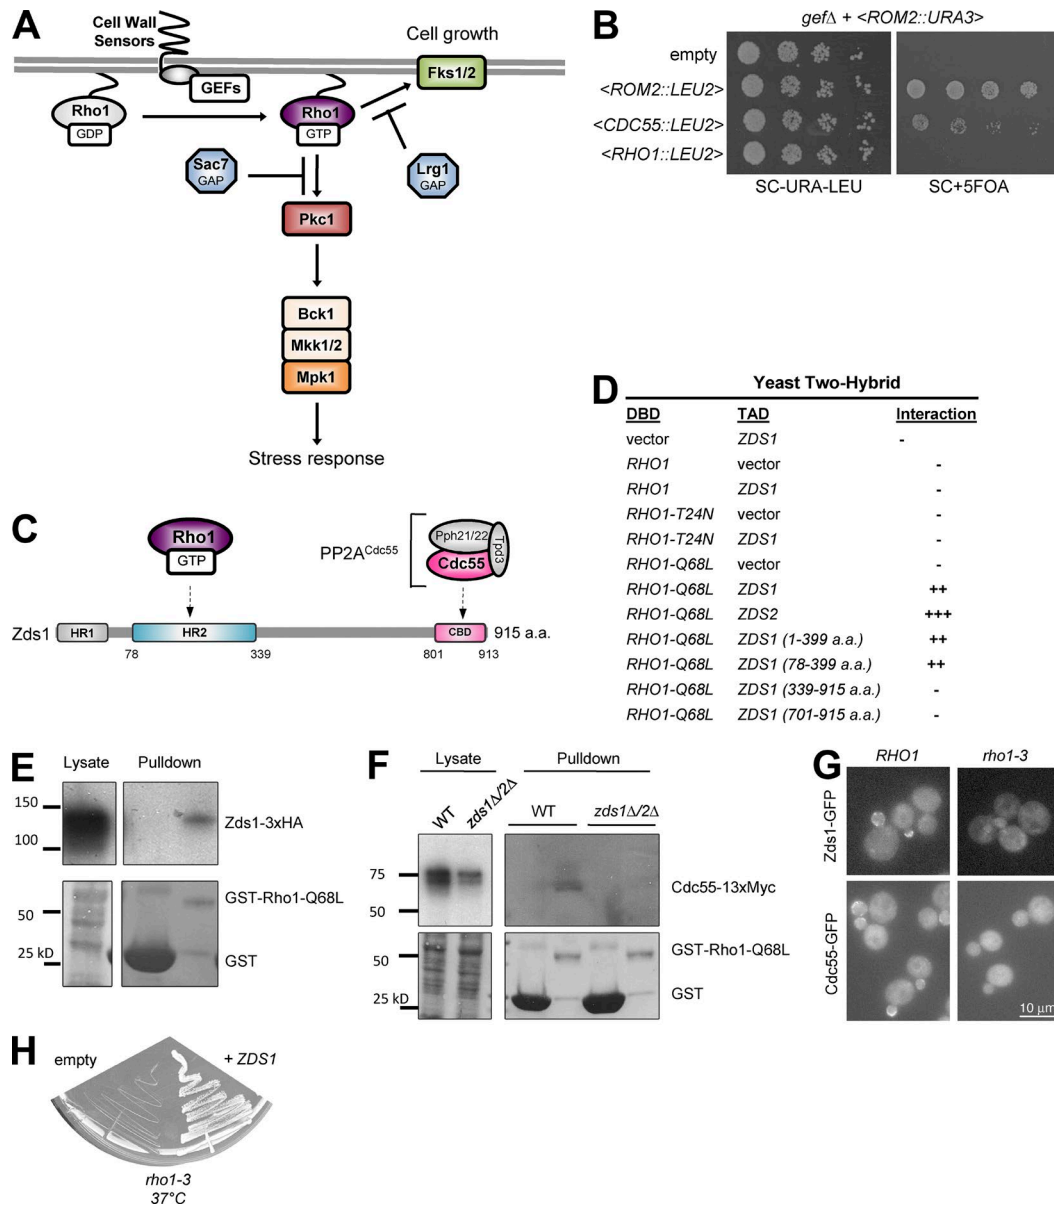 A
Cell Wall
Sensors
GEFs
Cell growth
Fks1/2
Rho1
GDP
Rho1
GTP
Sac7
GAP
Lrg1
GAP
Pkc1
Bck1
Mkk1/2
Mpk1
Stress response
B
gefΔ + <ROM2::URA3>
empty
<ROM2::LEU2>
<CDC55::LEU2>
<RHO1::LEU2>
SC-URA-LEU
SC+5FOA
C
Rho1
GTP
PP2A^Cdc55
Pph21/22
Tpd3
Cdc55
Zds1
HR1
HR2
CBD
915 a.a.
78
339
801
913
D
Yeast Two-Hybrid
DBD TAD Interaction
vector ZDS1 -
RHO1 vector -
RHO1 ZDS1 -
RHO1-T24N vector -
RHO1-T24N ZDS1 -
RHO1-Q68L vector -
RHO1-Q68L ZDS1 ++
RHO1-Q68L ZDS2 +++
RHO1-Q68L ZDS1 (1-399 a.a.) ++
RHO1-Q68L ZDS1 (78-399 a.a.) ++
RHO1-Q68L ZDS1 (339-915 a.a.) -
RHO1-Q68L ZDS1 (701-915 a.a.) -
E
Lysate Pulldown
150
100
Zds1-3xHA
50
25 kD
GST-Rho1-Q68L
GST
F
Lysate Pulldown
WT zds1Δ/2Δ WT zds1Δ/2Δ
75
50
Cdc55-13xMyc
50
25 kD
GST-Rho1-Q68L
GST
G
RHO1 rho1-3
Zds1-GFP
Cdc55-GFP
10 µm
H
empty + ZDS1
rho1-3
37°C